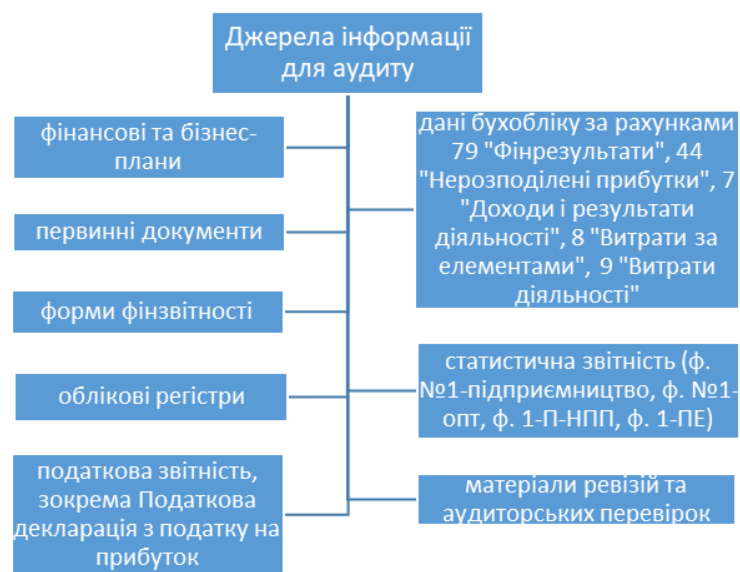 Джерела інформації
для аудиту
фінансові та бізнес-
плани
первинні документи
форми фінзвітності
облікові регістри
податкова звітність,
зокрема Податкова
декларація з податку на
прибуток
дані бухобліку за рахунками
79 "Фінрезультати", 44
"Нерозподілені прибутки", 7
"Доходи і результати
діяльності", 8 "Витрати за
елементами", 9 "Витрати
діяльності"
статистична звітність (ф.
№1-підприємництво, ф. №1-
опт, ф. 1-П-НПП, ф. 1-ПЕ)
матеріали ревізій та
аудиторських перевірок